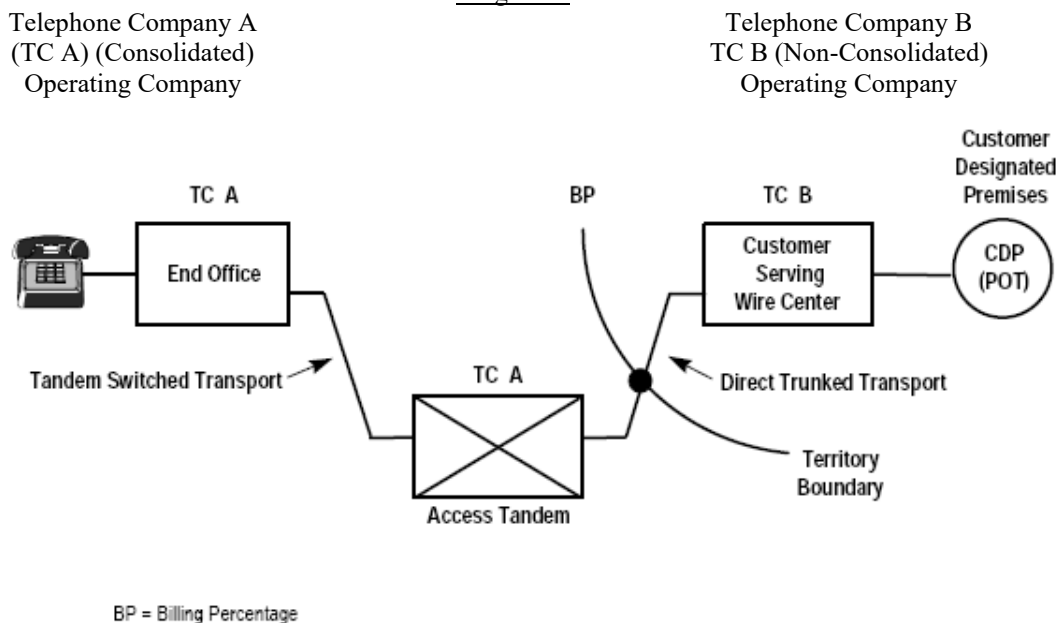 Telephone Company A
(TC A) (Consolidated)
Operating Company
Telephone Company B
TC B (Non-Consolidated)
Operating Company
Customer
Designated
Premises
TC A
BP
TC B
End Office
Customer
Serving
Wire Center
CDP
(POT)
Tandem Switched Transport
TC A
Direct Trunked Transport
Territory
Boundary
Access Tandem
BP = Billing Percentage